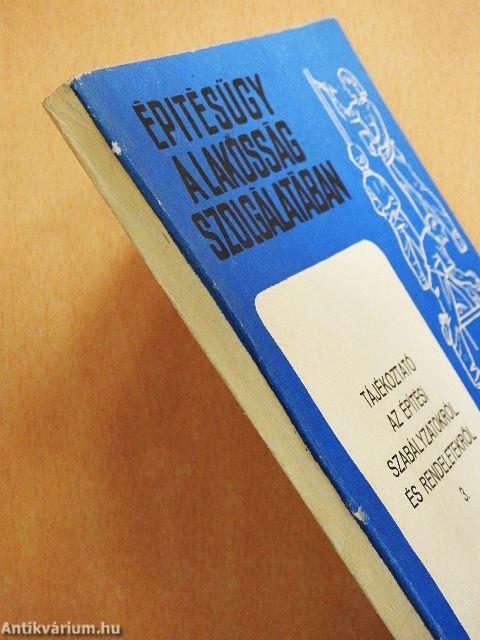 ÉPÍTÉSÜGY
A LAKOSSÁG
SZOLGÁLATÁBAN
TÁJÉKOZTATÓ
AZ ÉPÍTÉSI
SZABÁLYZATOKRÓL
ÉS RENDELETEKRŐL
3.
Antikvárium.hu